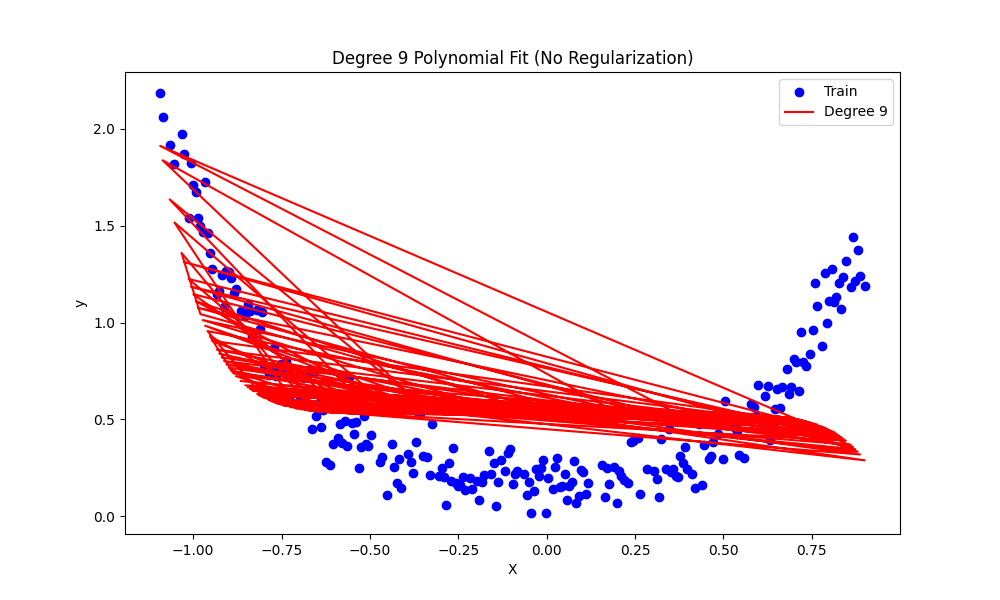 Degree 9 Polynomial Fit (No Regularization)
Train
Degree 9
2.0
1.5
1.0
0.5
0.0
y
−1.00 −0.75 −0.50 −0.25 0.00 0.25 0.50 0.75
X